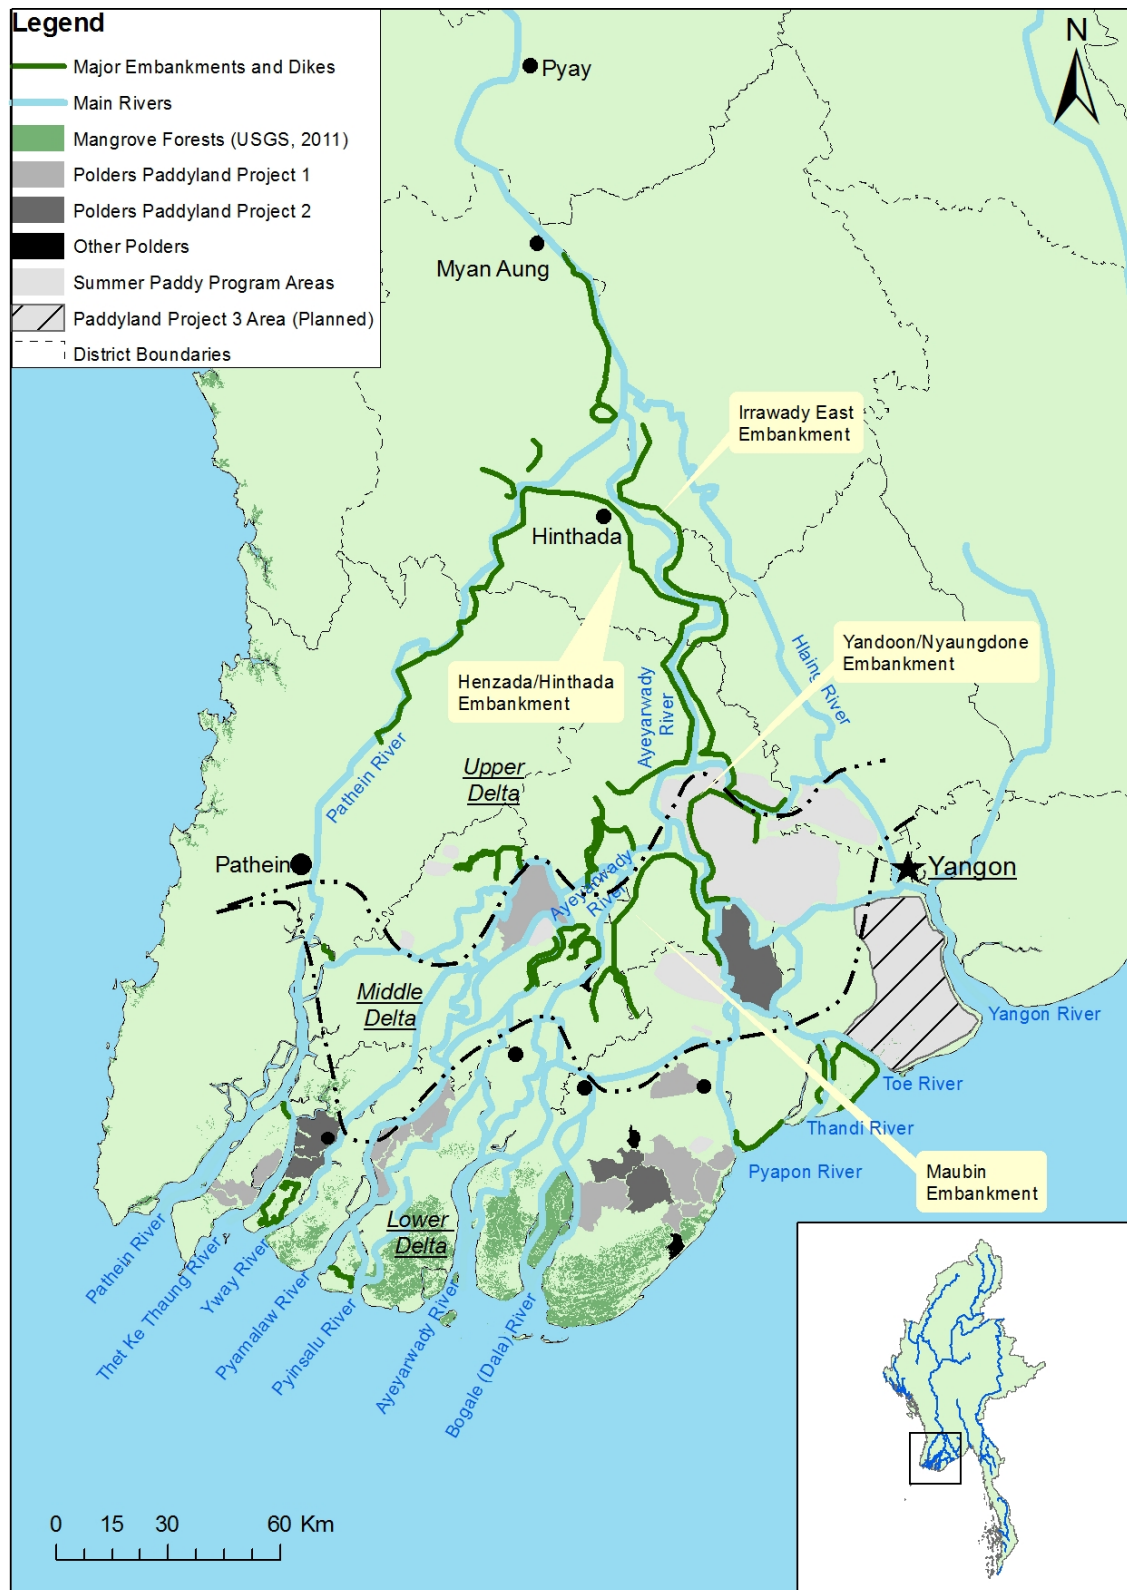 Legend
Major Embankments and Dikes
Main Rivers
Mangrove Forests (USGS, 2011)
Polders Paddyland Project 1
Polders Paddyland Project 2
Other Polders
Summer Paddy Program Areas
Paddyland Project 3 Area (Planned)
District Boundaries
N
Pyay
Myan Aung
Irrawady East
Embankment
Hinthada
Henzada/Hinthada
Embankment
Yandoon/Nyaungdone
Embankment
Hlaing River
Ayeyarwady
River
Pathein River
Upper
Delta
Pathein
Ayeyarwady
River
Yangon
Middle
Delta
Yangon River
Toe River
Thandi River
Pyapon River
Maubin
Embankment
Lower
Delta
Pathein River
Thet Ke Thaung River
Yway River
Pyamalaw River
Pyinsalu River
Ayeyarwady River
Bogale (Dala) River
0 15 30 60 Km